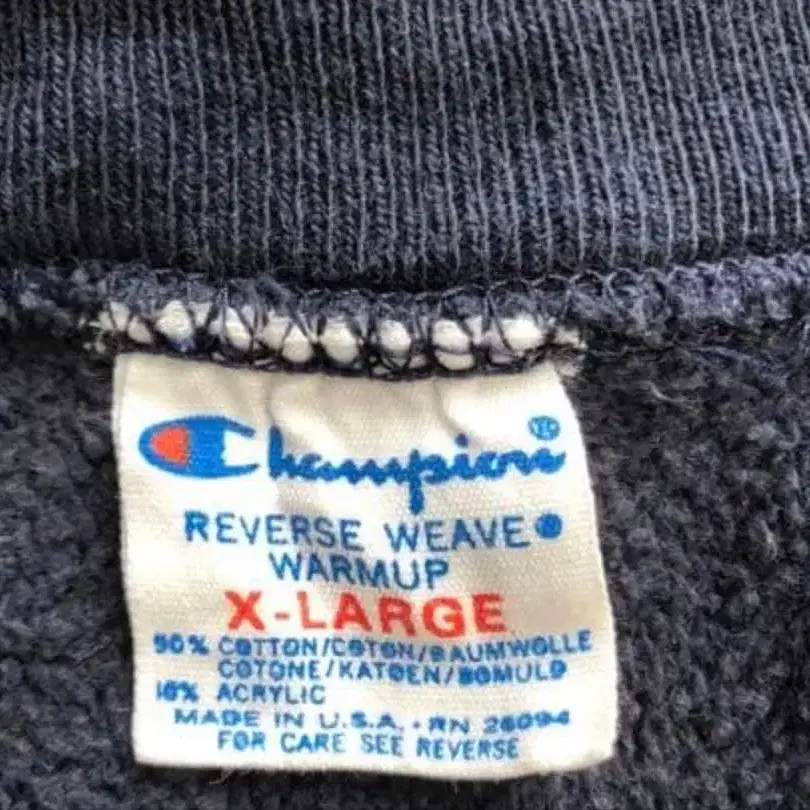 Champion®
REVERSE WEAVE®
WARMUP
X-LARGE
90% COTTON/COTON/BAUMWOLLE
COTONE/KATOEN/BOMULD
10% ACRYLIC
MADE IN U.S.A. • RN 26094
FOR CARE SEE REVERSE